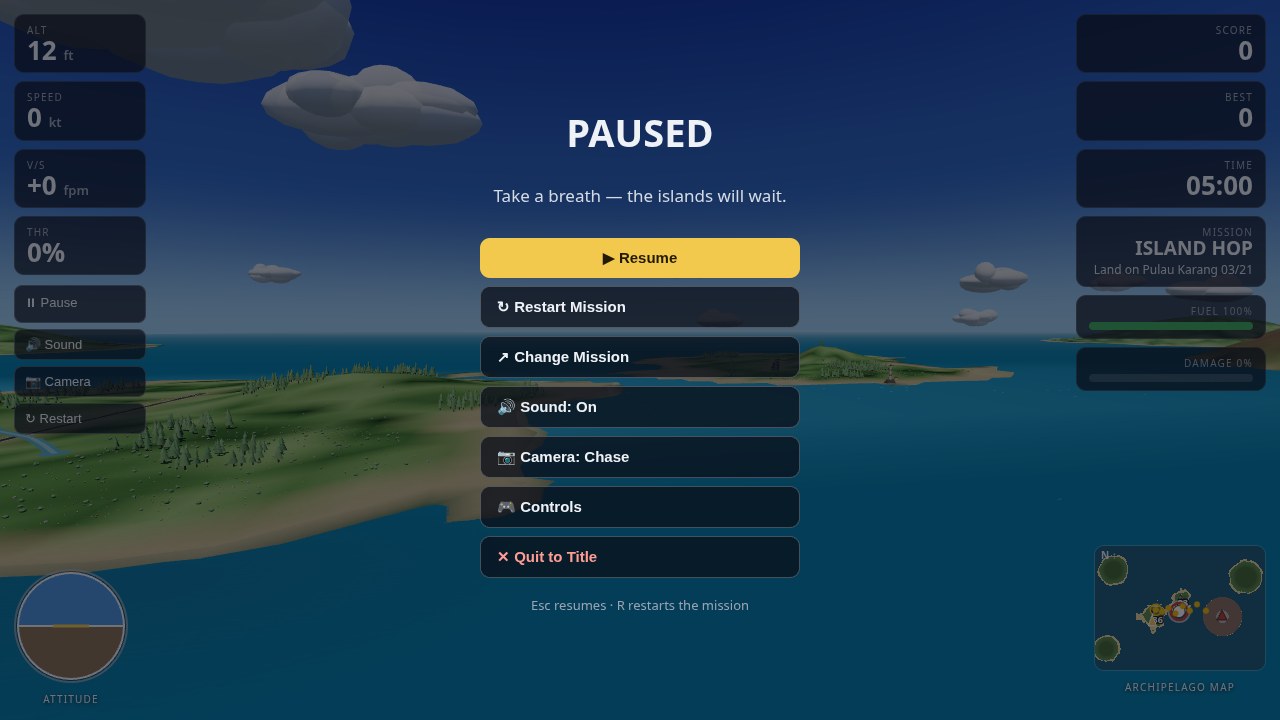 ALT
12 ft
SPEED
0 kt
V/S
+0 fpm
THR
0%
⏸ Pause
🔊 Sound
📷 Camera
↻ Restart
PAUSED
Take a breath — the islands will wait.
▶ Resume
↻ Restart Mission
↗ Change Mission
🔊 Sound: On
📷 Camera: Chase
🎮 Controls
✕ Quit to Title
Esc resumes · R restarts the mission
SCORE
0
BEST
0
TIME
05:00
MISSION
ISLAND HOP
Land on Pulau Karang 03/21
FUEL 100%
DAMAGE 0%
ATTITUDE
N
ARCHIPELAGO MAP